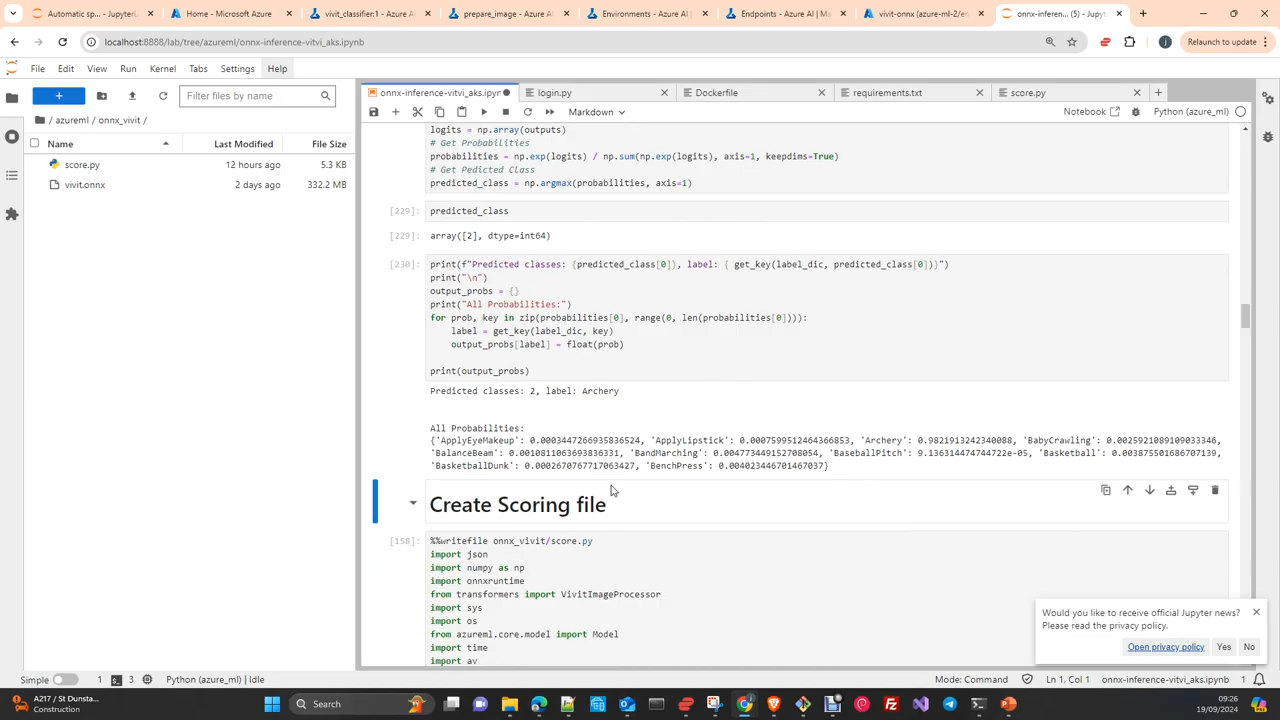 Automatic sp... - JupyterL
Home - Microsoft Azure
vivit_classifier:1 - Azure AI
prepare_image - Azure AI
Environments - Azure AI |
Endpoints - Azure AI | Ma
vivit-onnx (azure-ml-2/en
onnx-inferen... (5) - Jupyt
localhost:8888/lab/tree/azureml/onnx-inference-vitvi_aks.ipynb
Relaunch to update
File Edit View Run Kernel Tabs Settings Help
Filter files by name
/ azureml / onnx_vivit /
Name Last Modified File Size
score.py 12 hours ago 5.3 KB
vivit.onnx 2 days ago 332.2 MB
onnx-inference-vitvi_aks.ipyn
login.py
Dockerfile
requirements.txt
score.py
Markdown
Notebook
Python (azure_ml)
logits = np.array(outputs)
# Get Probabilities
probabilities = np.exp(logits) / np.sum(np.exp(logits), axis=1, keepdims=True)
# Get Pedicted Class
predicted_class = np.argmax(probabilities, axis=1)
[229]: predicted_class
[229]: array([2], dtype=int64)
[230]: print(f"Predicted classes: {predicted_class[0]}, label: { get_key(label_dic, predicted_class[0])}")
print("\n")
output_probs = {}
print("All Probabilities:")
for prob, key in zip(probabilities[0], range(0, len(probabilities[0]))):
label = get_key(label_dic, key)
output_probs[label] = float(prob)
print(output_probs)
Predicted classes: 2, label: Archery
All Probabilities:
{'ApplyEyeMakeup': 0.0003447266935836524, 'ApplyLipstick': 0.0007599512464366853, 'Archery': 0.9821913242340088, 'BabyCrawling': 0.0025921089109033346,
'BalanceBeam': 0.0010811063693836331, 'BandMarching': 0.004773449152708054, 'BaseballPitch': 9.136314474744722e-05, 'Basketball': 0.003875501686707139,
'BasketballDunk': 0.0002670767717063427, 'BenchPress': 0.004023446701467037}
Create Scoring file
[158]: %%writefile onnx_vivit/score.py
import json
import numpy as np
import onnxruntime
from transformers import VivitImageProcessor
import sys
import os
from azureml.core.model import Model
import time
import av
Would you like to receive official Jupyter news?
Please read the privacy policy.
Open privacy policy Yes No
Simple 1 3 Python (azure_ml) | Idle
Mode: Command Ln 1, Col 1 onnx-inference-vitvi_aks.ipynb 1
A217 / St Dunsta...
Construction
Search
09:26
19/09/2024